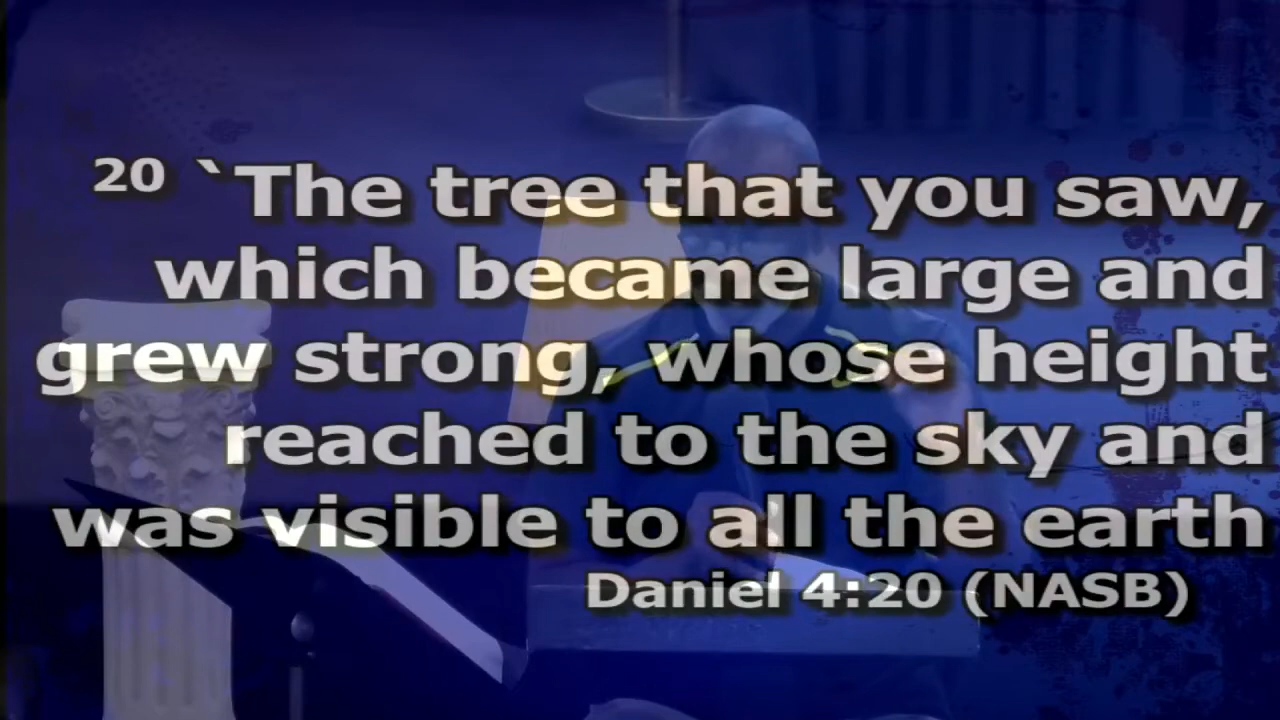 20 `The tree that you saw,
which became large and
grew strong, whose height
reached to the sky and
was visible to all the earth
Daniel 4:20 (NASB)